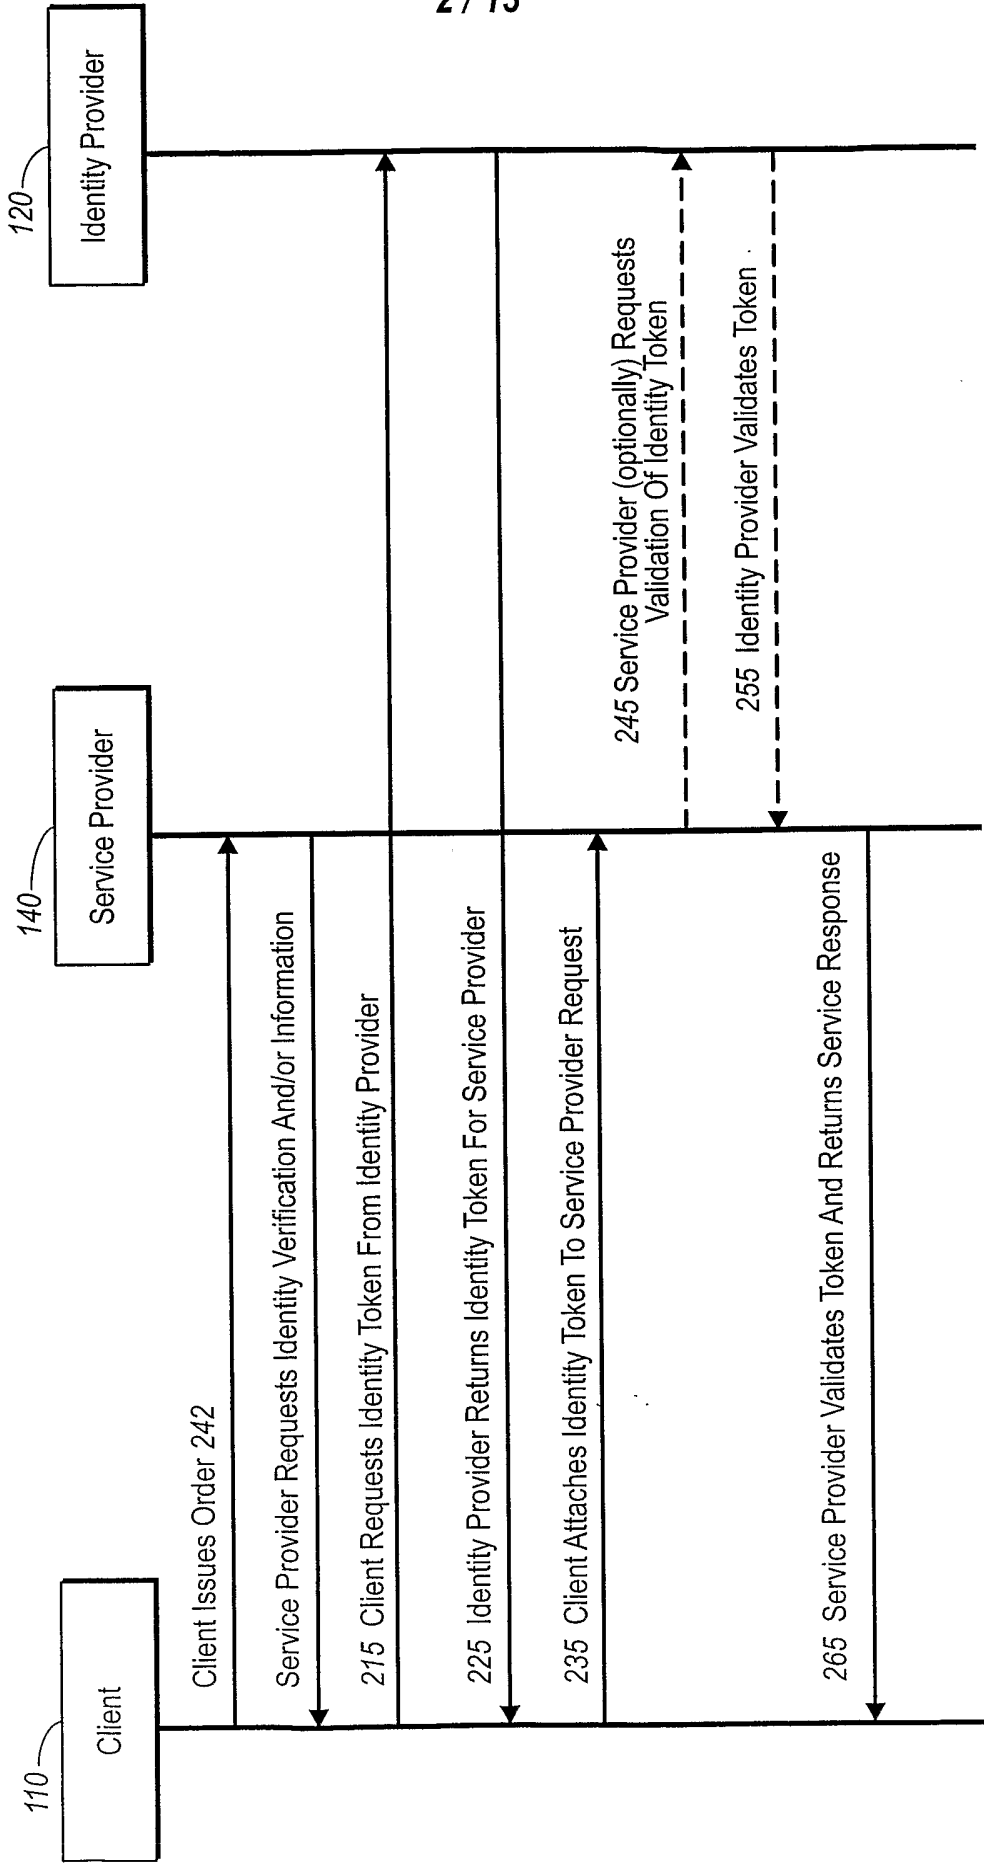 2 / 13
110
Client
140
Service Provider
120
Identity Provider
Client Issues Order 242
Service Provider Requests Identity Verification And/or Information
215 Client Requests Identity Token From Identity Provider
225 Identity Provider Returns Identity Token For Service Provider
235 Client Attaches Identity Token To Service Provider Request
245 Service Provider (optionally) Requests
Validation Of Identity Token
255 Identity Provider Validates Token
265 Service Provider Validates Token And Returns Service Response